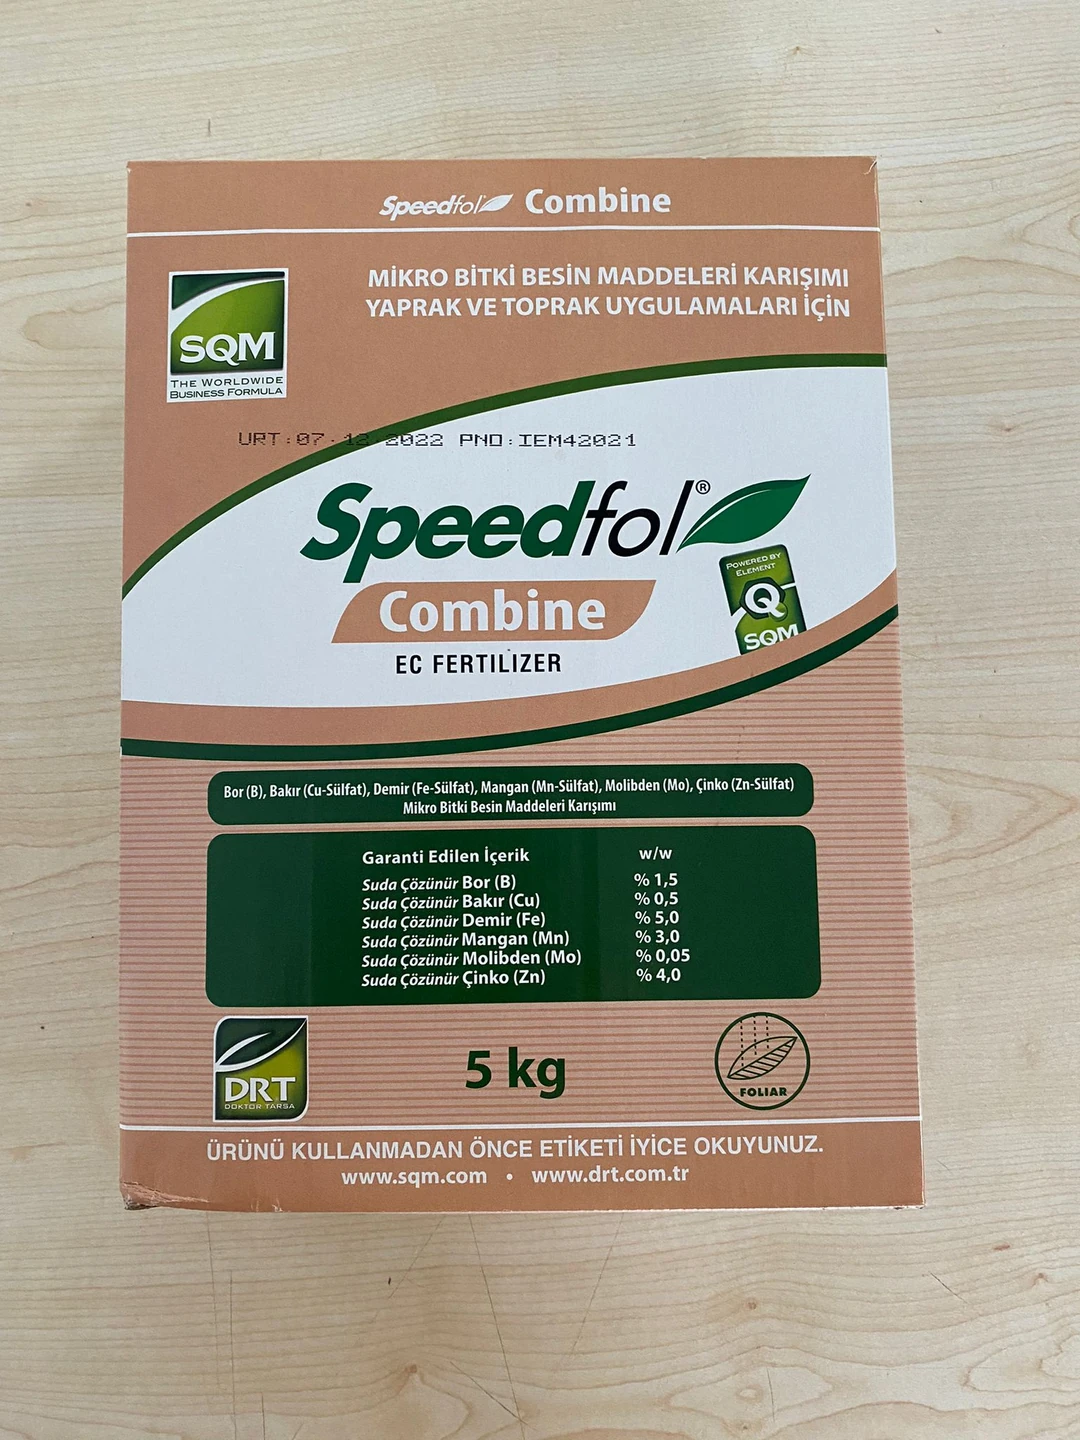 Speedfol Combine
MİKRO BİTKİ BESİN MADDELERİ KARIŞIMI
YAPRAK VE TOPRAK UYGULAMALARI İÇİN
SQM
THE WORLDWIDE
BUSINESS FORMULA
URT:07.12.2022 PNO:IEM42021
Speedfol®
Combine
EC FERTILIZER
POWERED BY
ELEMENT
Q
SQM
Bor (B), Bakır (Cu-Sülfat), Demir (Fe-Sülfat), Mangan (Mn-Sülfat), Molibden (Mo), Çinko (Zn-Sülfat)
Mikro Bitki Besin Maddeleri Karışımı
Garanti Edilen İçerik w/w
Suda Çözünür Bor (B) % 1,5
Suda Çözünür Bakır (Cu) % 0,5
Suda Çözünür Demir (Fe) % 5,0
Suda Çözünür Mangan (Mn) % 3,0
Suda Çözünür Molibden (Mo) % 0,05
Suda Çözünür Çinko (Zn) % 4,0
DRT
DOKTOR TARSA
5 kg
FOLIAR
ÜRÜNÜ KULLANMADAN ÖNCE ETİKETİ İYİCE OKUYUNUZ.
www.sqm.com • www.drt.com.tr